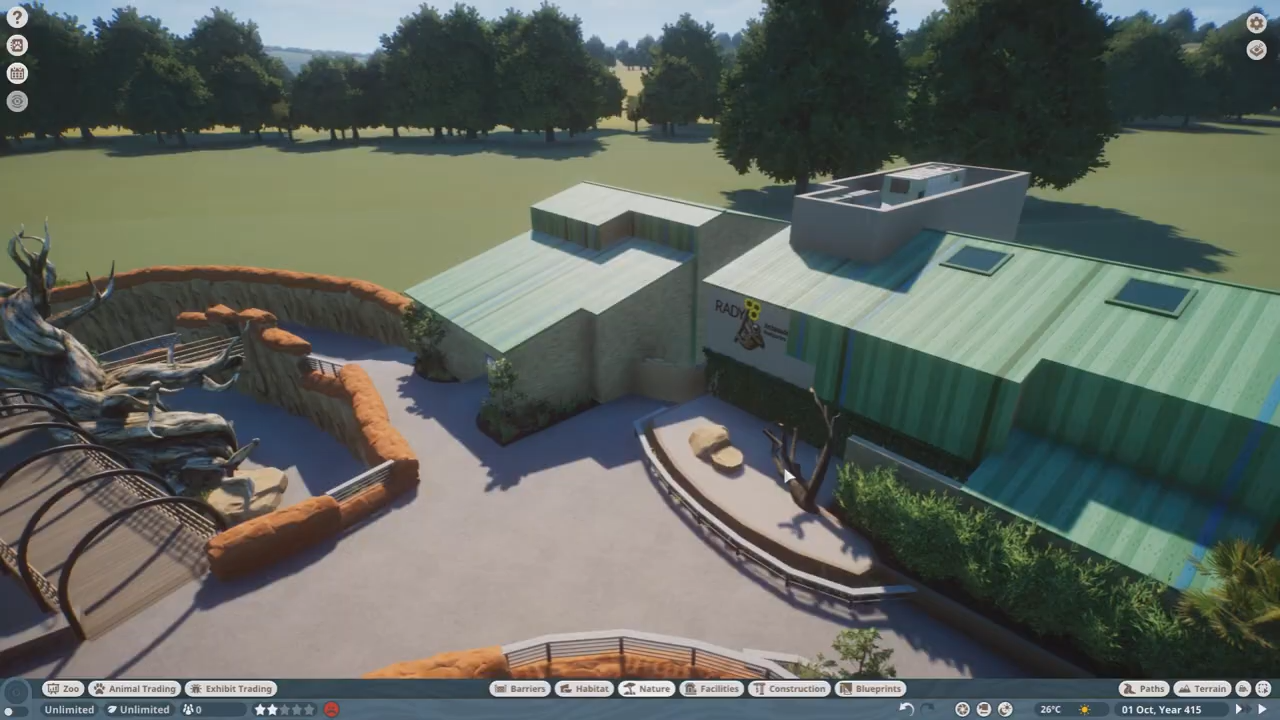 RADY
Zoo
Animal Trading
Exhibit Trading
Barriers
Habitat
Nature
Facilities
Construction
Blueprints
Paths
Terrain
Unlimited
Unlimited
0
26°C
01 Oct, Year 415